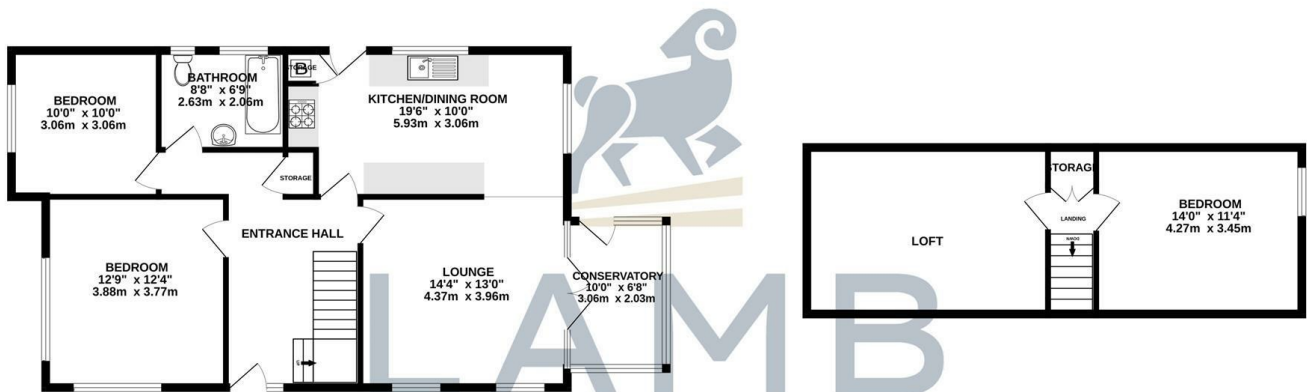 BEDROOM
10'0" x 10'0"
3.06m x 3.06m
BATHROOM
8'8" x 6'9"
2.63m x 2.06m
STORAGE
B
KITCHEN/DINING ROOM
19'6" x 10'0"
5.93m x 3.06m
STORAGE
ENTRANCE HALL
BEDROOM
12'9" x 12'4"
3.88m x 3.77m
LOUNGE
14'4" x 13'0"
4.37m x 3.96m
CONSERVATORY
10'0" x 6'8"
3.06m x 2.03m
LAMB
LOFT
STORAGE
LANDING
DOWN
BEDROOM
14'0" x 11'4"
4.27m x 3.45m